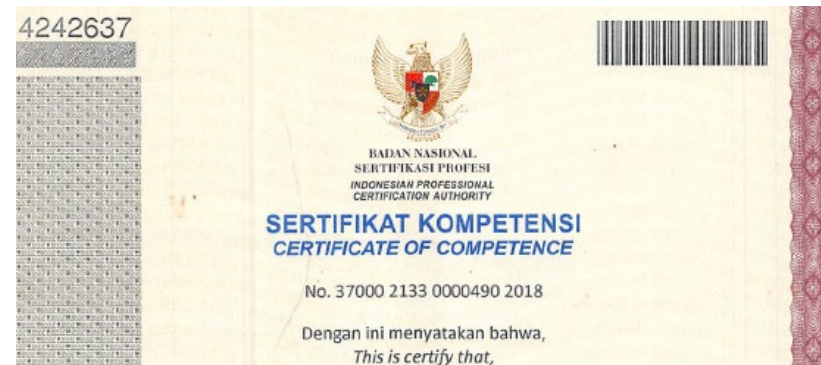 4242637
BADAN NASIONAL
SERTIFIKASI PROFESI
INDONESIAN PROFESSIONAL
CERTIFICATION AUTHORITY
SERTIFIKAT KOMPETENSI
CERTIFICATE OF COMPETENCE
No. 37000 2133 0000490 2018
Dengan ini menyatakan bahwa,
This is certify that,